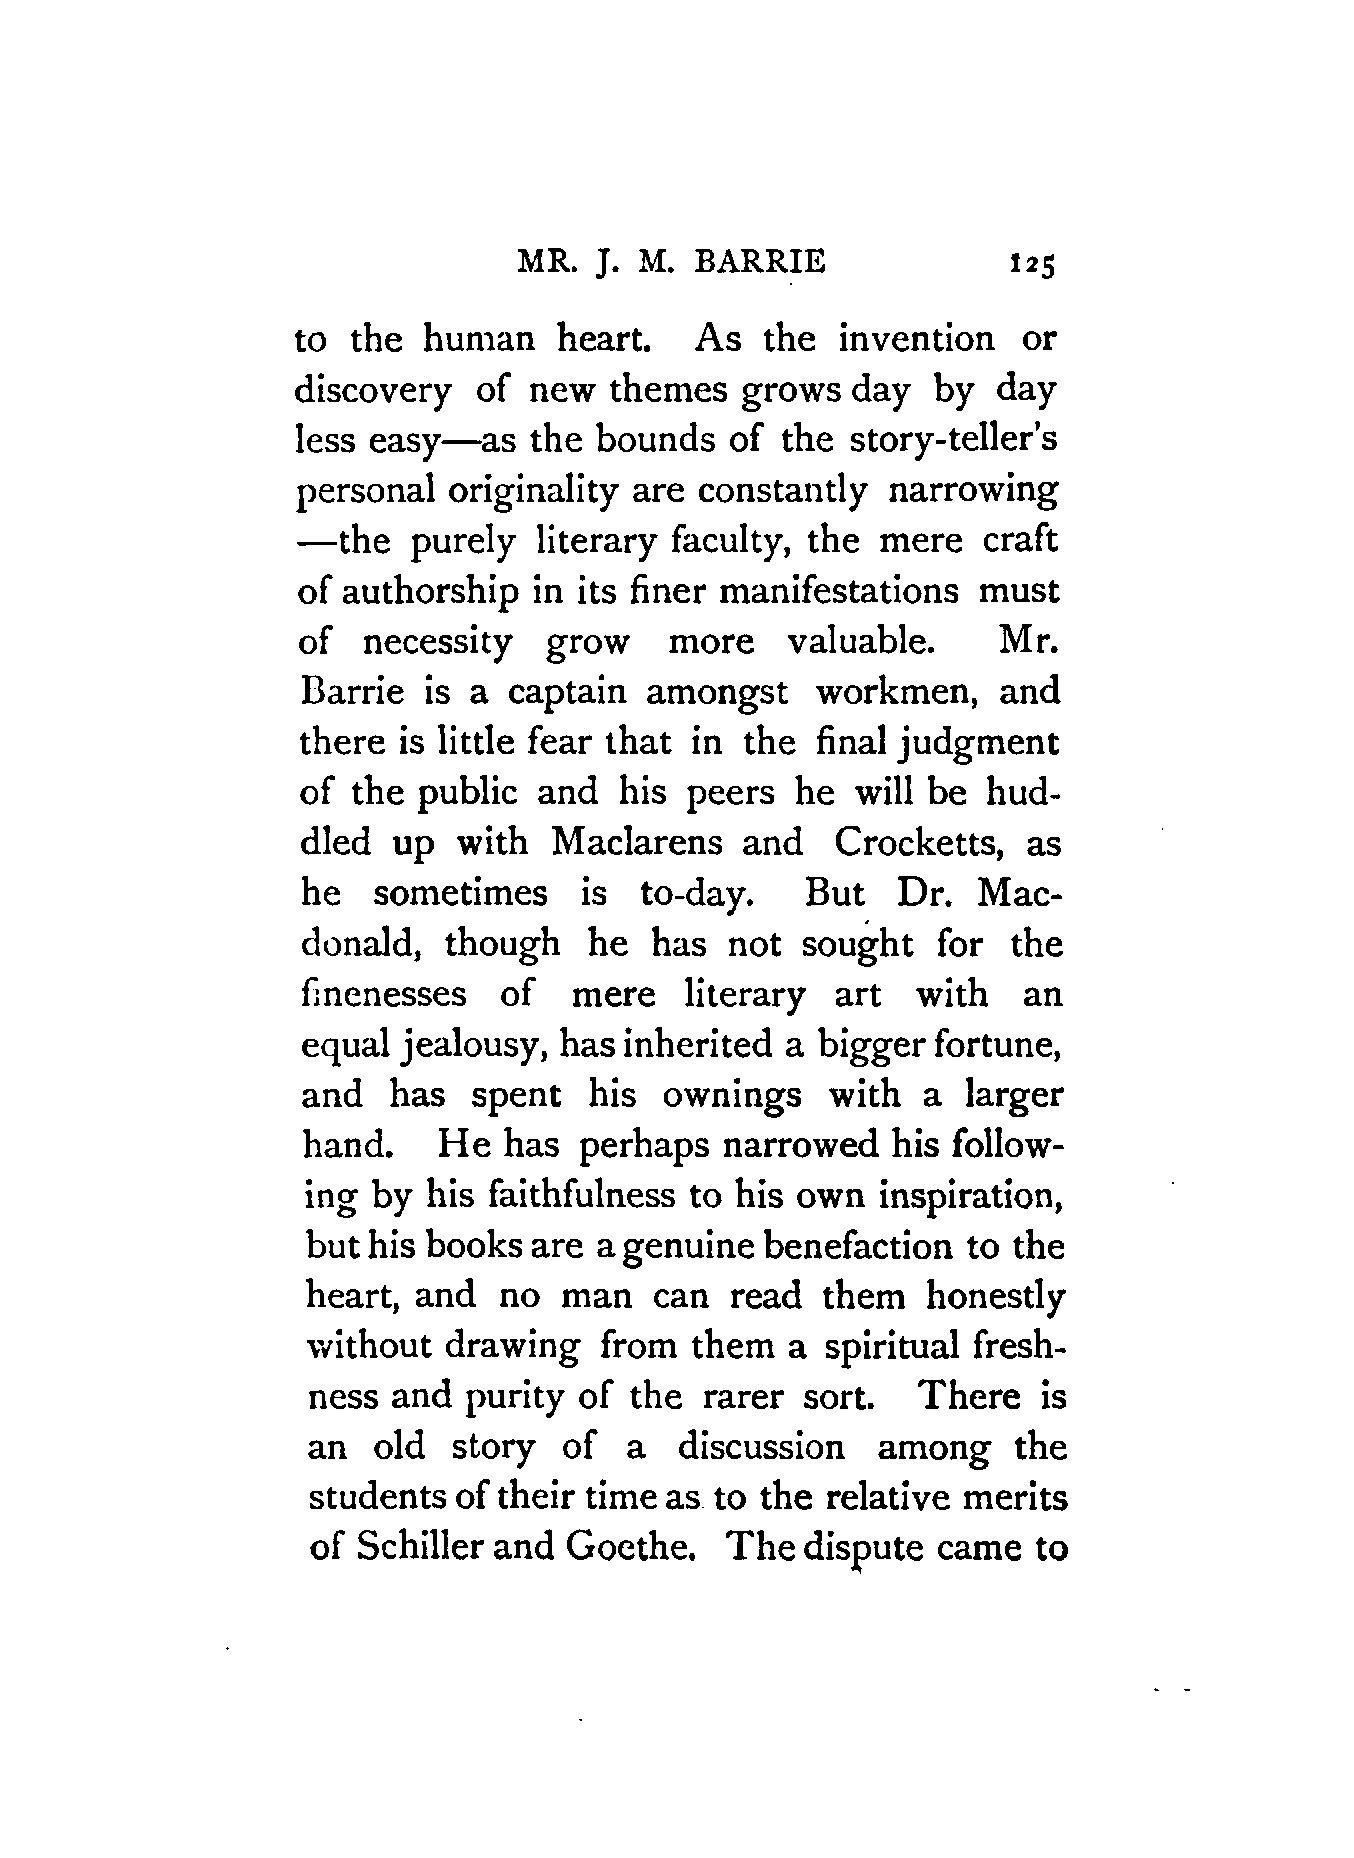 MR. J. M. BARRIE 125
to the human heart. As the invention or
discovery of new themes grows day by day
less easy—as the bounds of the story-teller's
personal originality are constantly narrowing
—the purely literary faculty, the mere craft
of authorship in its finer manifestations must
of necessity grow more valuable. Mr.
Barrie is a captain amongst workmen, and
there is little fear that in the final judgment
of the public and his peers he will be hud-
dled up with Maclarens and Crocketts, as
he sometimes is to-day. But Dr. Mac-
donald, though he has not sought for the
finenesses of mere literary art with an
equal jealousy, has inherited a bigger fortune,
and has spent his ownings with a larger
hand. He has perhaps narrowed his follow-
ing by his faithfulness to his own inspiration,
but his books are a genuine benefaction to the
heart, and no man can read them honestly
without drawing from them a spiritual fresh-
ness and purity of the rarer sort. There is
an old story of a discussion among the
students of their time as to the relative merits
of Schiller and Goethe. The dispute came to